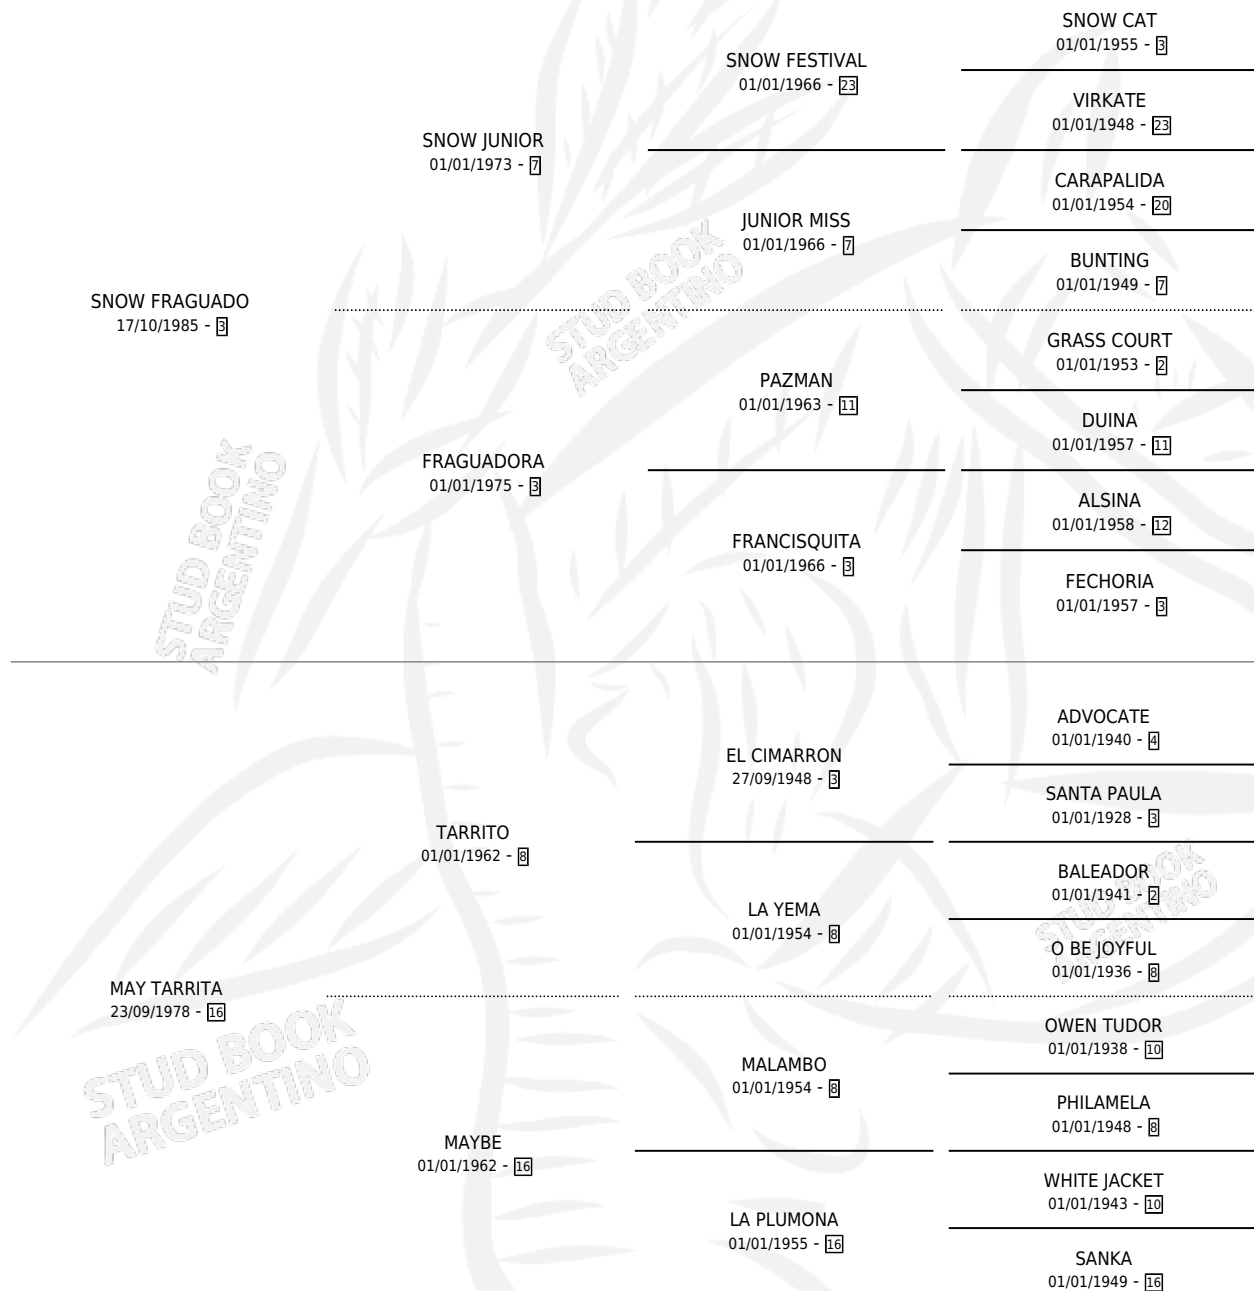 SNOW CAT
01/01/1955 - 3
SNOW FESTIVAL
01/01/1966 - 23
VIRKATE
01/01/1948 - 23
SNOW JUNIOR
01/01/1973 - 7
CARAPALIDA
01/01/1954 - 20
JUNIOR MISS
01/01/1966 - 7
BUNTING
01/01/1949 - 7
SNOW FRAGUADO
17/10/1985 - 3
GRASS COURT
01/01/1953 - 2
PAZMAN
01/01/1963 - 11
DUINA
01/01/1957 - 11
FRAGUADORA
01/01/1975 - 3
ALSINA
01/01/1958 - 12
FRANCISQUITA
01/01/1966 - 3
FECHORIA
01/01/1957 - 3
STUD BOOK
ARGENTINO
STUD BOOK
ARGENTINO
ADVOCATE
01/01/1940 - 4
EL CIMARRON
27/09/1948 - 3
SANTA PAULA
01/01/1928 - 3
TARRITO
01/01/1962 - 8
BALEADOR
01/01/1941 - 2
LA YEMA
01/01/1954 - 8
O BE JOYFUL
01/01/1936 - 8
MAY TARRITA
23/09/1978 - 16
OWEN TUDOR
01/01/1938 - 10
MALAMBO
01/01/1954 - 8
PHILAMELA
01/01/1948 - 8
MAYBE
01/01/1962 - 16
WHITE JACKET
01/01/1943 - 10
LA PLUMONA
01/01/1955 - 16
SANKA
01/01/1949 - 16
STUD BOOK
ARGENTINO
STUD BOOK
ARGENTINO